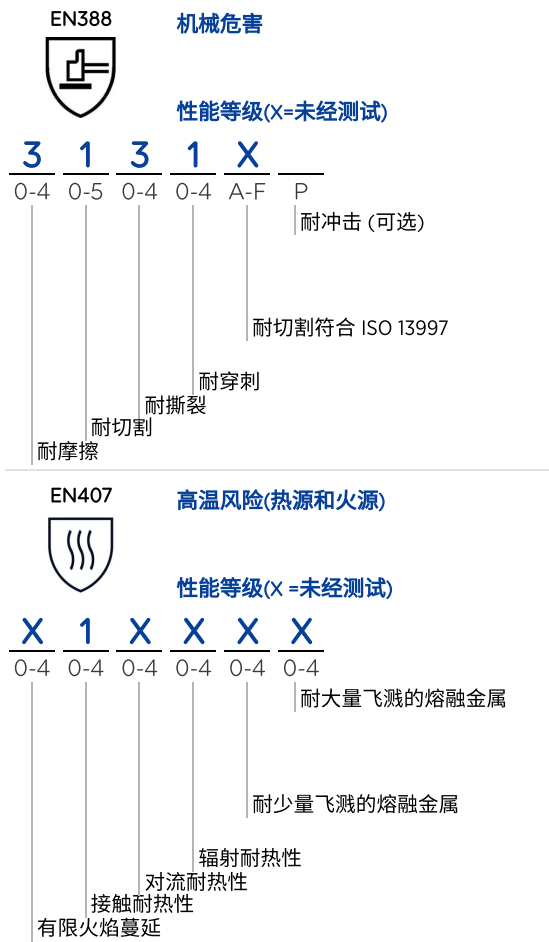 EN388
机械危害
性能等级(X=未经测试)
3 1 3 1 X
0-4 0-5 0-4 0-4 A-F P
耐冲击 (可选)
耐切割符合 ISO 13997
耐穿刺
耐撕裂
耐切割
耐摩擦
EN407
高温风险(热源和火源)
性能等级(X =未经测试)
X 1 X X X X
0-4 0-4 0-4 0-4 0-4 0-4
耐大量飞溅的熔融金属
耐少量飞溅的熔融金属
辐射耐热性
对流耐热性
接触耐热性
有限火焰蔓延